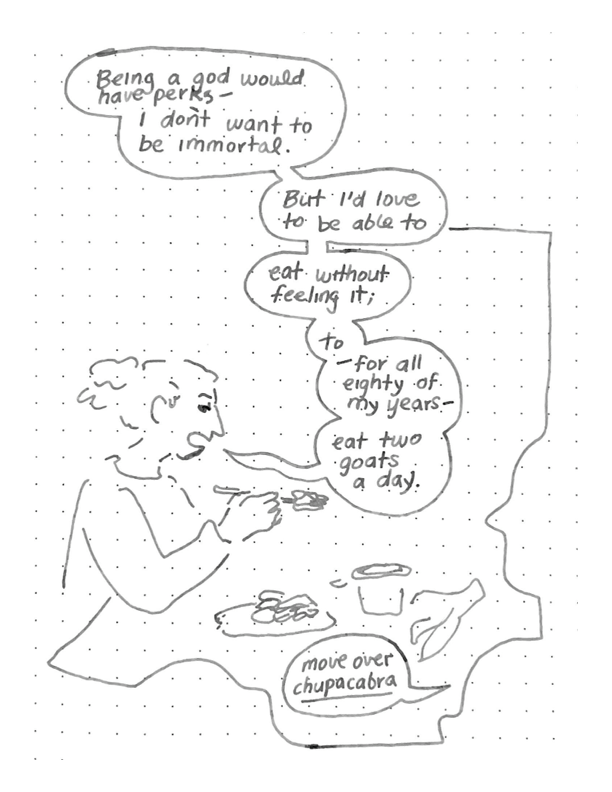 Being a god would
have perks—
i don't want to
be immortal.
But I'd love
to be able to
eat without
feeling it;
to
—for all
eighty of
my years—
eat two
goats
a day.
move over
chupacabra